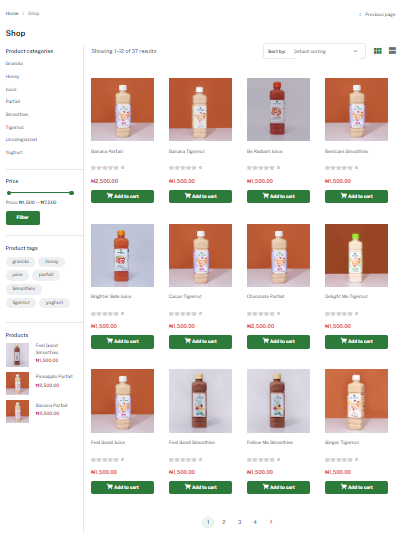 Home / Shop
Previous page
Shop
Product categories
Granola
Honey
Juice
Parfait
Smoothies
Tigernut
Uncategorized
Yoghurt
Price
Price: ₦1,500 — ₦7,500
Filter
Product tags
granola honey
juice parfait
Smoothies
tigernut yoghurt
Products
Feel Good
Smoothies
₦1,500.00
Pineapple Parfait
₦2,500.00
Banana Parfait
₦2,500.00
Showing 1–12 of 37 results
Sort by: Default sorting
Banana Parfait
0
₦2,500.00
Add to cart
Banana Tigernut
0
₦1,500.00
Add to cart
Be Radiant Juice
0
₦1,500.00
Add to cart
0
₦1,500.00
Add to cart
Brighter Side Juice
0
₦1,500.00
Add to cart
Cacao Tigernut
0
₦1,500.00
Add to cart
Chocolate Parfait
0
₦2,500.00
Add to cart
Delight Me Tigernut
0
₦1,500.00
Add to cart
Feel Good Juice
0
₦1,500.00
Add to cart
Feel Good Smoothies
0
₦1,500.00
Add to cart
Follow Me Smoothies
0
₦1,500.00
Add to cart
Ginger Tigernut
0
₦1,500.00
Add to cart
1 2 3 4